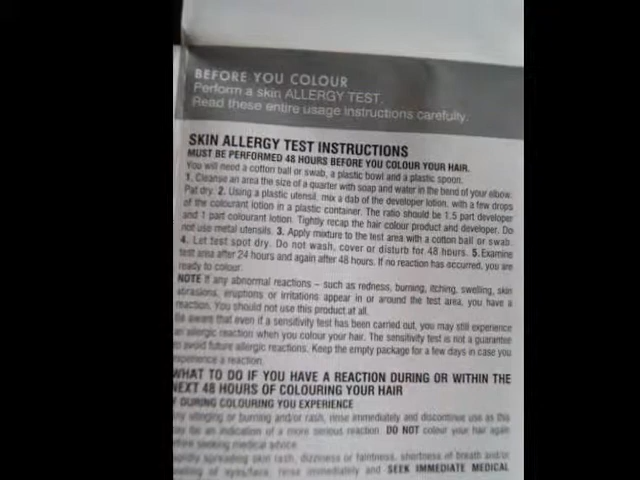 BEFORE YOU COLOUR
Perform a skin ALLERGY TEST.
Read these entire usage instructions carefully.
SKIN ALLERGY TEST INSTRUCTIONS
MUST BE PERFORMED 48 HOURS BEFORE YOU COLOUR YOUR HAIR.
You will need a cotton ball or swab, a plastic bowl and a plastic spoon.
1. Cleanse an area the size of a quarter with soap and water in the bend of your elbow.
Pat dry. 2. Using a plastic utensil, mix a dab of the developer lotion, with a few drops
of the colourant lotion in a plastic container. The ratio should be 1.5 part developer
and 1 part colourant lotion. Tightly recap the hair colour product and developer. Do
not use metal utensils. 3. Apply mixture to the test area with a cotton ball or swab.
4. Let test spot dry. Do not wash, cover or disturb for 48 hours. 5. Examine
test area after 24 hours and again after 48 hours. If no reaction has occurred, you are
ready to colour.
NOTE If any abnormal reactions – such as redness, burning, itching, swelling, skin
abrasions, eruptions or irritations appear in or around the test area, you have a
reaction. You should not use this product at all.
Be aware that even if a sensitivity test has been carried out, you may still experience
an allergic reaction when you colour your hair. The sensitivity test is not a guarantee
to avoid future allergic reactions. Keep the empty package for a few days in case you
experience a reaction.
WHAT TO DO IF YOU HAVE A REACTION DURING OR WITHIN THE
NEXT 48 HOURS OF COLOURING YOUR HAIR
DURING COLOURING YOU EXPERIENCE
any stinging or burning and/or rash, rinse immediately and discontinue use as this
may be an indication of a more serious reaction. DO NOT colour your hair again
before seeking medical advice.
rapidly spreading skin rash, dizziness or faintness, shortness of breath and/or
swelling of eyes/face, rinse immediately and SEEK IMMEDIATE MEDICAL